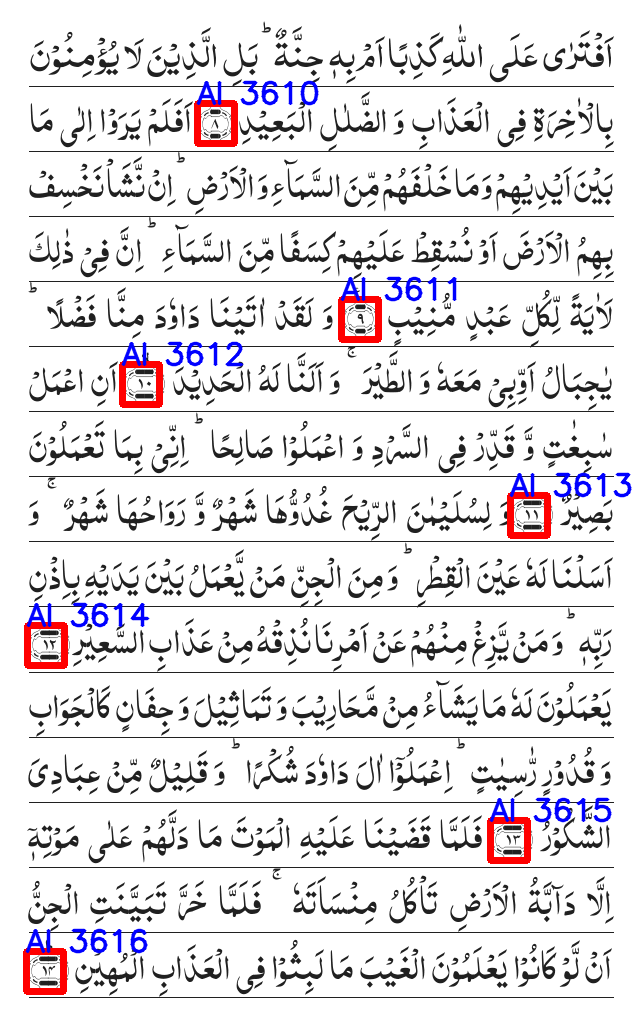 اَفۡتَرٰى عَلَى اللّٰهِ كَذِبًا اَمۡ بِهٖ جِنَّةٌ ؕ بَلِ الَّذِيۡنَ لَا يُؤۡمِنُوۡنَ
AI 3610
بِالۡاٰخِرَةِ فِى الۡعَذَابِ وَ الضَّلٰلِ الۡبَعِيۡدِ ۸ اَفَلَمۡ يَرَوۡا اِلٰى مَا
بَيۡنَ اَيۡدِيۡهِمۡ وَ مَا خَلۡفَهُمۡ مِّنَ السَّمَآءِ وَ الۡاَرۡضِ ؕ اِنۡ نَّشَاۡ نَخۡسِفۡ
بِهِمُ الۡاَرۡضَ اَوۡ نُسۡقِطۡ عَلَيۡهِمۡ كِسَفًا مِّنَ السَّمَآءِ ؕ اِنَّ فِىۡ ذٰلِكَ
AI 3611
لَاٰيَةً لِّكُلِّ عَبۡدٍ مُّنِيۡبٍ ۹ وَ لَقَدۡ اٰتَيۡنَا دَاوٗدَ مِنَّا فَضۡلًا ؕ
AI 3612
يٰجِبَالُ اَوِّبِىۡ مَعَهٗ وَ الطَّيۡرَ ۚ وَ اَلَنَّا لَهُ الۡحَدِيۡدَ ۱۰ اَنِ اعۡمَلۡ
سٰبِغٰتٍ وَّ قَدِّرۡ فِى السَّرۡدِ وَ اعۡمَلُوۡا صَالِحًا ؕ اِنِّىۡ بِمَا تَعۡمَلُوۡنَ
AI 3613
بَصِيۡرٌ ۱۱ وَ لِسُلَيۡمٰنَ الرِّيۡحَ غُدُوُّهَا شَهۡرٌ وَّ رَوَاحُهَا شَهۡرٌ ۚ وَ
اَسَلۡنَا لَهٗ عَيۡنَ الۡقِطۡرِ ؕ وَ مِنَ الۡجِنِّ مَنۡ يَّعۡمَلُ بَيۡنَ يَدَيۡهِ بِاِذۡنِ
AI 3614
رَبِّهٖ ؕ وَ مَنۡ يَّزِغۡ مِنۡهُمۡ عَنۡ اَمۡرِنَا نُذِقۡهُ مِنۡ عَذَابِ السَّعِيۡرِ ۱۲
يَعۡمَلُوۡنَ لَهٗ مَا يَشَآءُ مِنۡ مَّحَارِيۡبَ وَ تَمَاثِيۡلَ وَ جِفَانٍ كَالۡجَوَابِ
وَ قُدُوۡرٍ رّٰسِيٰتٍ ؕ اِعۡمَلُوۡۤا اٰلَ دَاوٗدَ شُكۡرًا ؕ وَ قَلِيۡلٌ مِّنۡ عِبَادِىَ
AI 3615
الشَّكُوۡرُ ۱۳ فَلَمَّا قَضَيۡنَا عَلَيۡهِ الۡمَوۡتَ مَا دَلَّهُمۡ عَلٰى مَوۡتِهٖۤ
اِلَّا دَآبَّةُ الۡاَرۡضِ تَاۡكُلُ مِنۡسَاَتَهٗ ۚ فَلَمَّا خَرَّ تَبَيَّنَتِ الۡجِنُّ
AI 3616
اَنۡ لَّوۡ كَانُوۡا يَعۡلَمُوۡنَ الۡغَيۡبَ مَا لَبِثُوۡا فِى الۡعَذَابِ الۡمُهِيۡنِ ۱۴